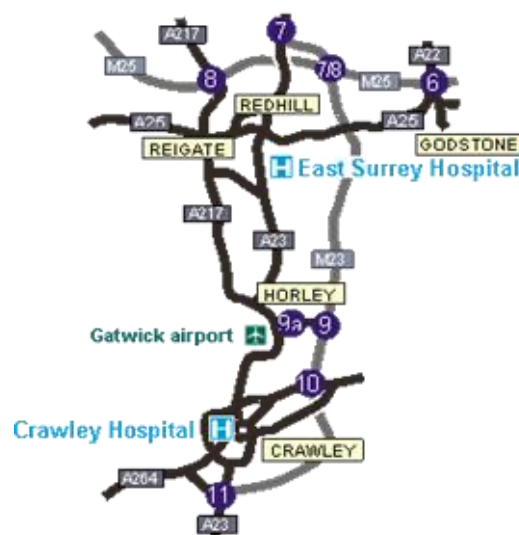 A217
7
A22
M25
8
7/8
M25
6
REDHILL
A25
A25
REIGATE
GODSTONE
H East Surrey Hospital
A217
A23
M23
HORLEY
Gatwick airport
9a
9
10
Crawley Hospital H
CRAWLEY
A264
11
A23